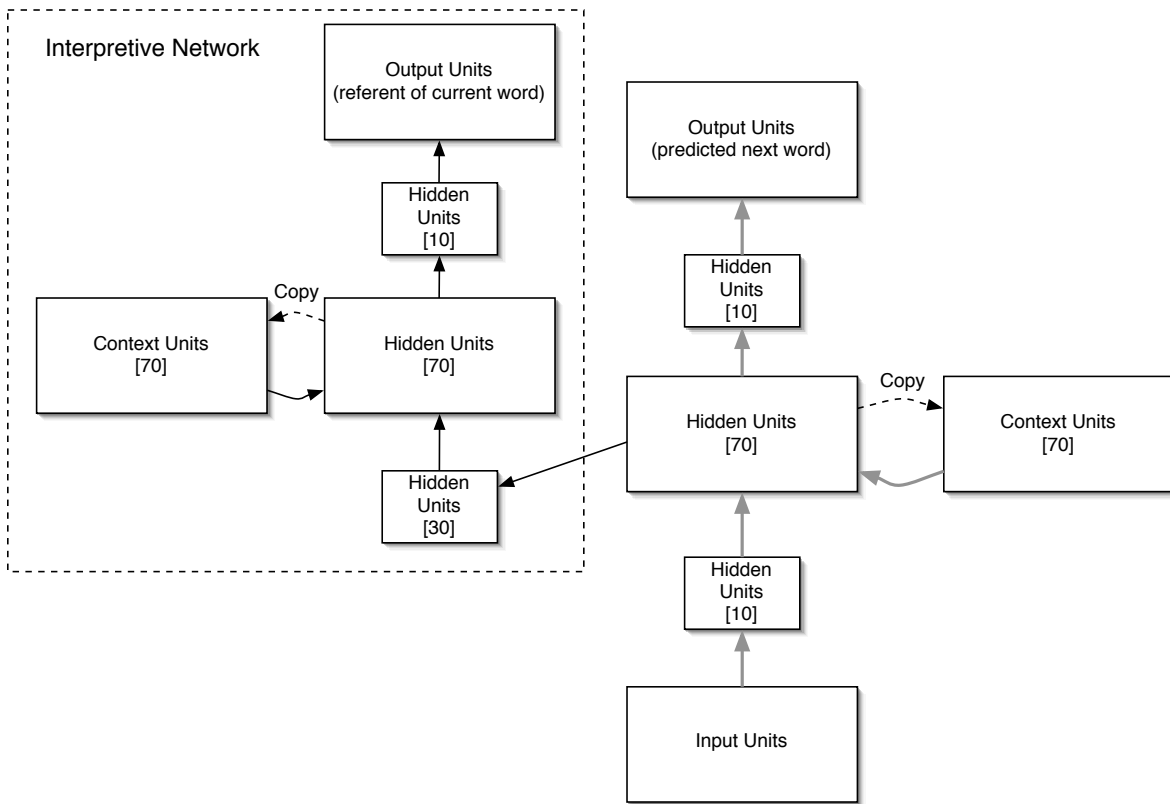 Interpretive Network
Output Units
(referent of current word)
Hidden
Units
[10]
Copy
Context Units
[70]
Hidden Units
[70]
Hidden
Units
[30]
Output Units
(predicted next word)
Hidden
Units
[10]
Hidden Units
[70]
Copy
Context Units
[70]
Hidden
Units
[10]
Input Units